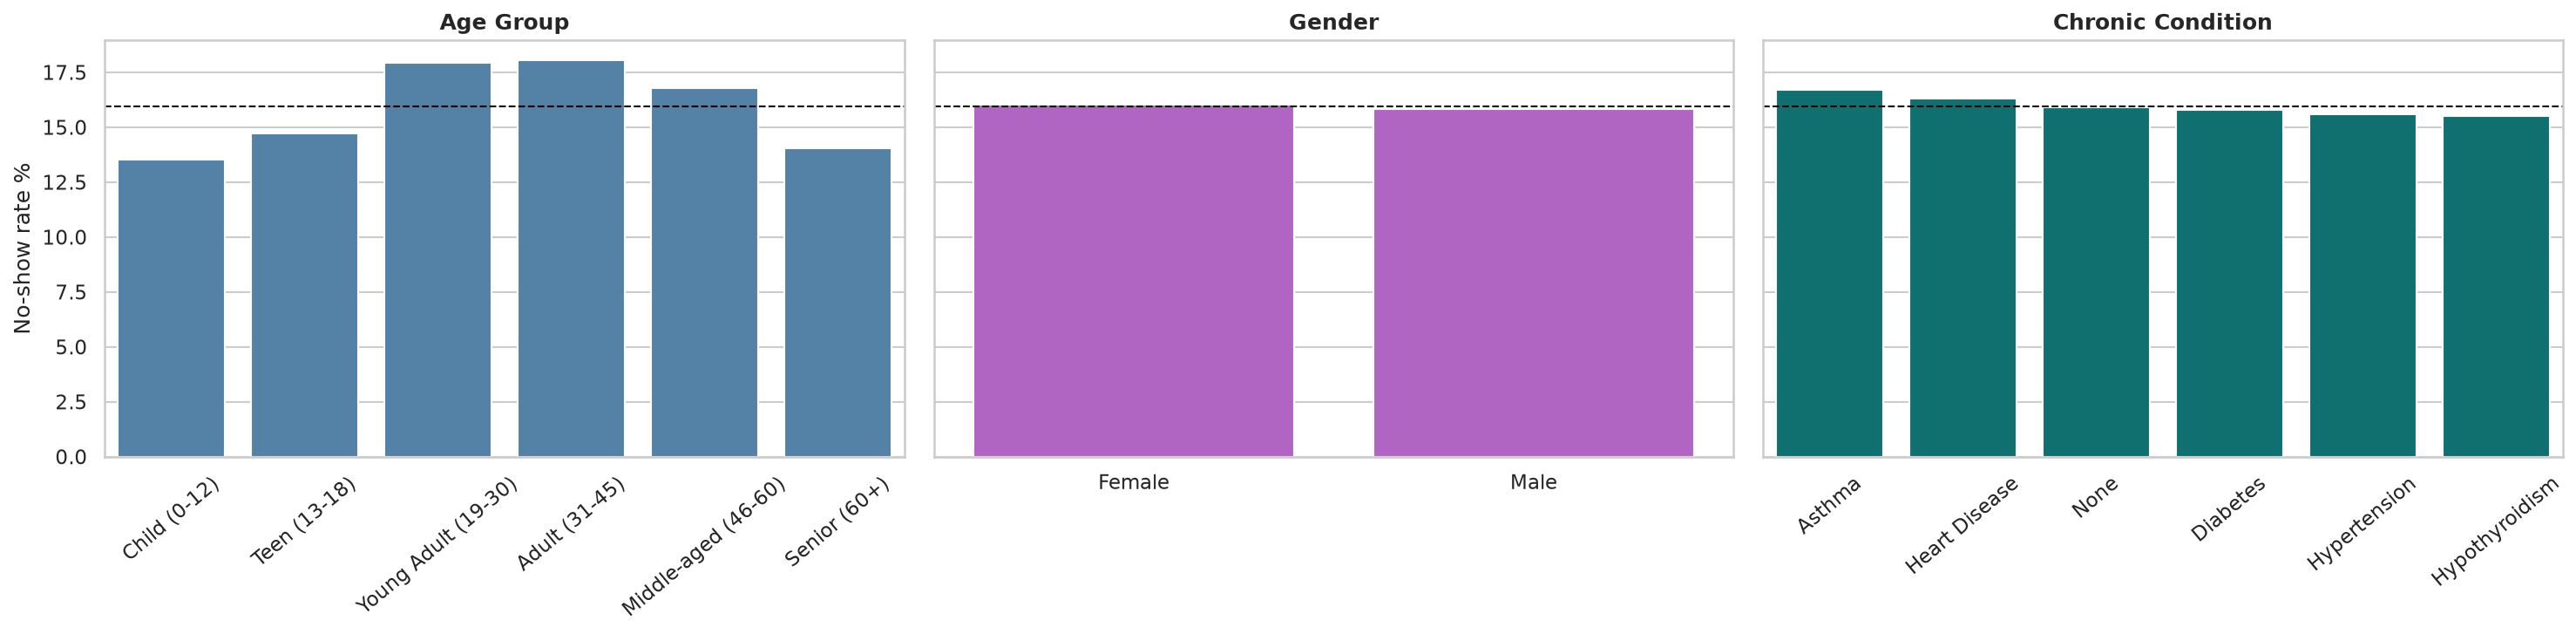 Age Group
Gender
Chronic Condition
No-show rate %
17.5
15.0
12.5
10.0
7.5
5.0
2.5
0.0
Child (0-12)
Teen (13-18)
Young Adult (19-30)
Adult (31-45)
Middle-aged (46-60)
Senior (60+)
Female
Male
Asthma
Heart Disease
None
Diabetes
Hypertension
Hypothyroidism